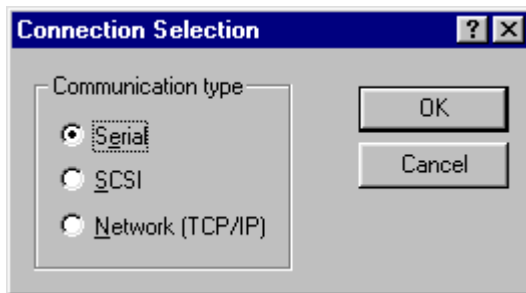 Connection Selection
Communication type
Serial
SCSI
Network (TCP/IP)
OK
Cancel